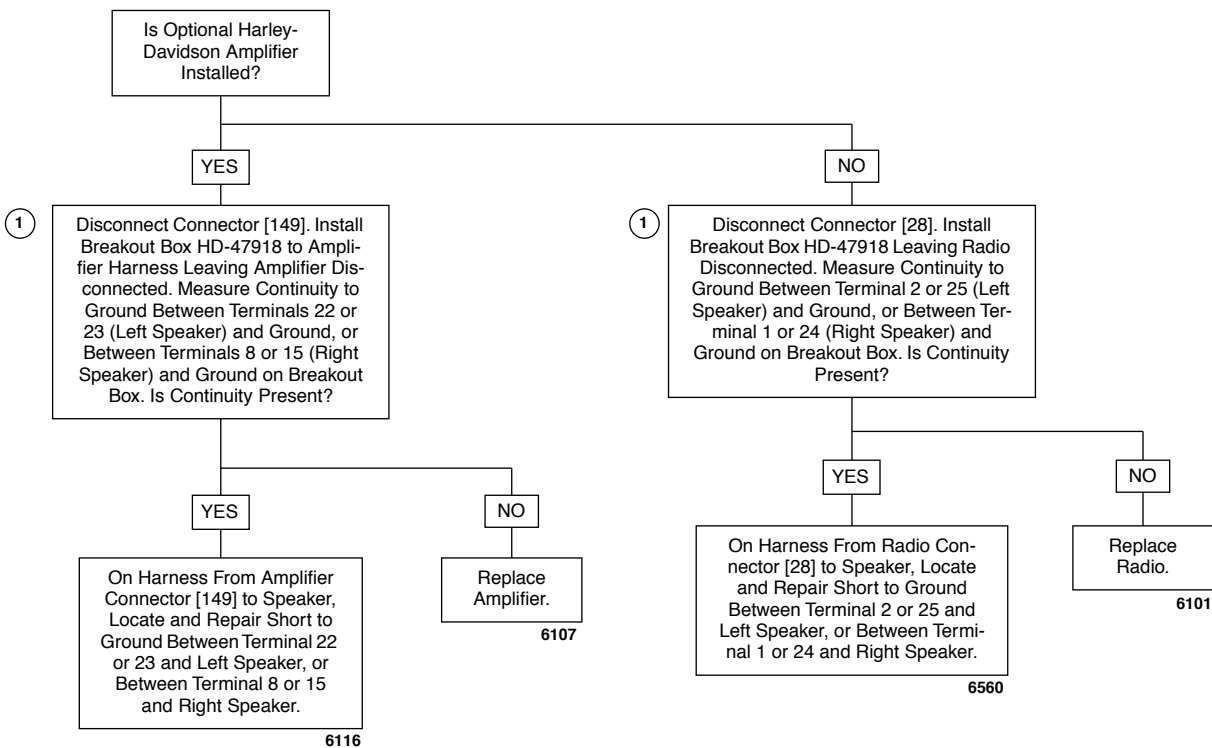 Is Optional Harley-
Davidson Amplifier
Installed?
YES
NO
1
Disconnect Connector [149]. Install
Breakout Box HD-47918 to Ampli-
fier Harness Leaving Amplifier Dis-
connected. Measure Continuity to
Ground Between Terminals 22 or
23 (Left Speaker) and Ground, or
Between Terminals 8 or 15 (Right
Speaker) and Ground on Breakout
Box. Is Continuity Present?
1
Disconnect Connector [28]. Install
Breakout Box HD-47918 Leaving Radio
Disconnected. Measure Continuity to
Ground Between Terminal 2 or 25 (Left
Speaker) and Ground, or Between Ter-
minal 1 or 24 (Right Speaker) and
Ground on Breakout Box. Is Continuity
Present?
YES
NO
YES
NO
On Harness From Amplifier
Connector [149] to Speaker,
Locate and Repair Short to
Ground Between Terminal 22
or 23 and Left Speaker, or
Between Terminal 8 or 15
and Right Speaker.
6116
Replace
Amplifier.
6107
On Harness From Radio Con-
nector [28] to Speaker, Locate
and Repair Short to Ground
Between Terminal 2 or 25 and
Left Speaker, or Between Termi-
nal 1 or 24 and Right Speaker.
6560
Replace
Radio.
6101